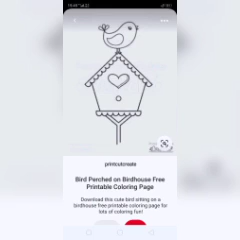 printcutcreate
Bird Perched on Birdhouse Free
Printable Coloring Page
Download this cute bird sitting on a
birdhouse free printable coloring page for
lots of coloring fun!